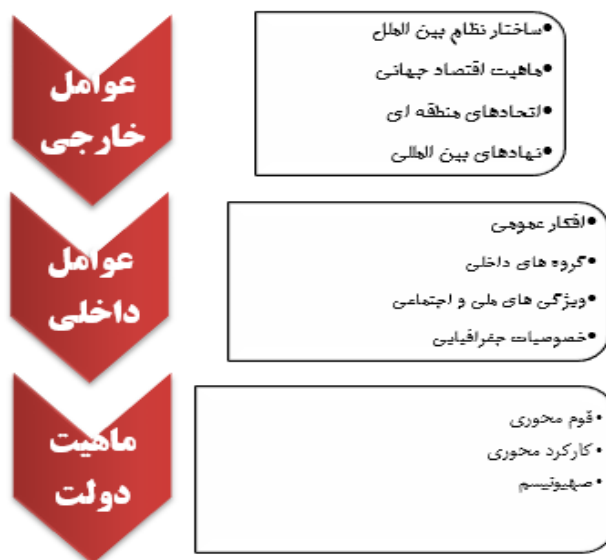 عوامل
خارجی
•ساختار نظام بین الملل
•ماهیت اقتصاد جهانی
•اتحادهای منطقه ای
•نهادهای بین المللی
عوامل
داخلی
•افکار عمومی
•گروه های داخلی
•ویژگی های ملی و اجتماعی
•خصوصیات جغرافیایی
ماهیت
دولت
• قوم محوری
• کارکرد محوری
• صهیونیسم